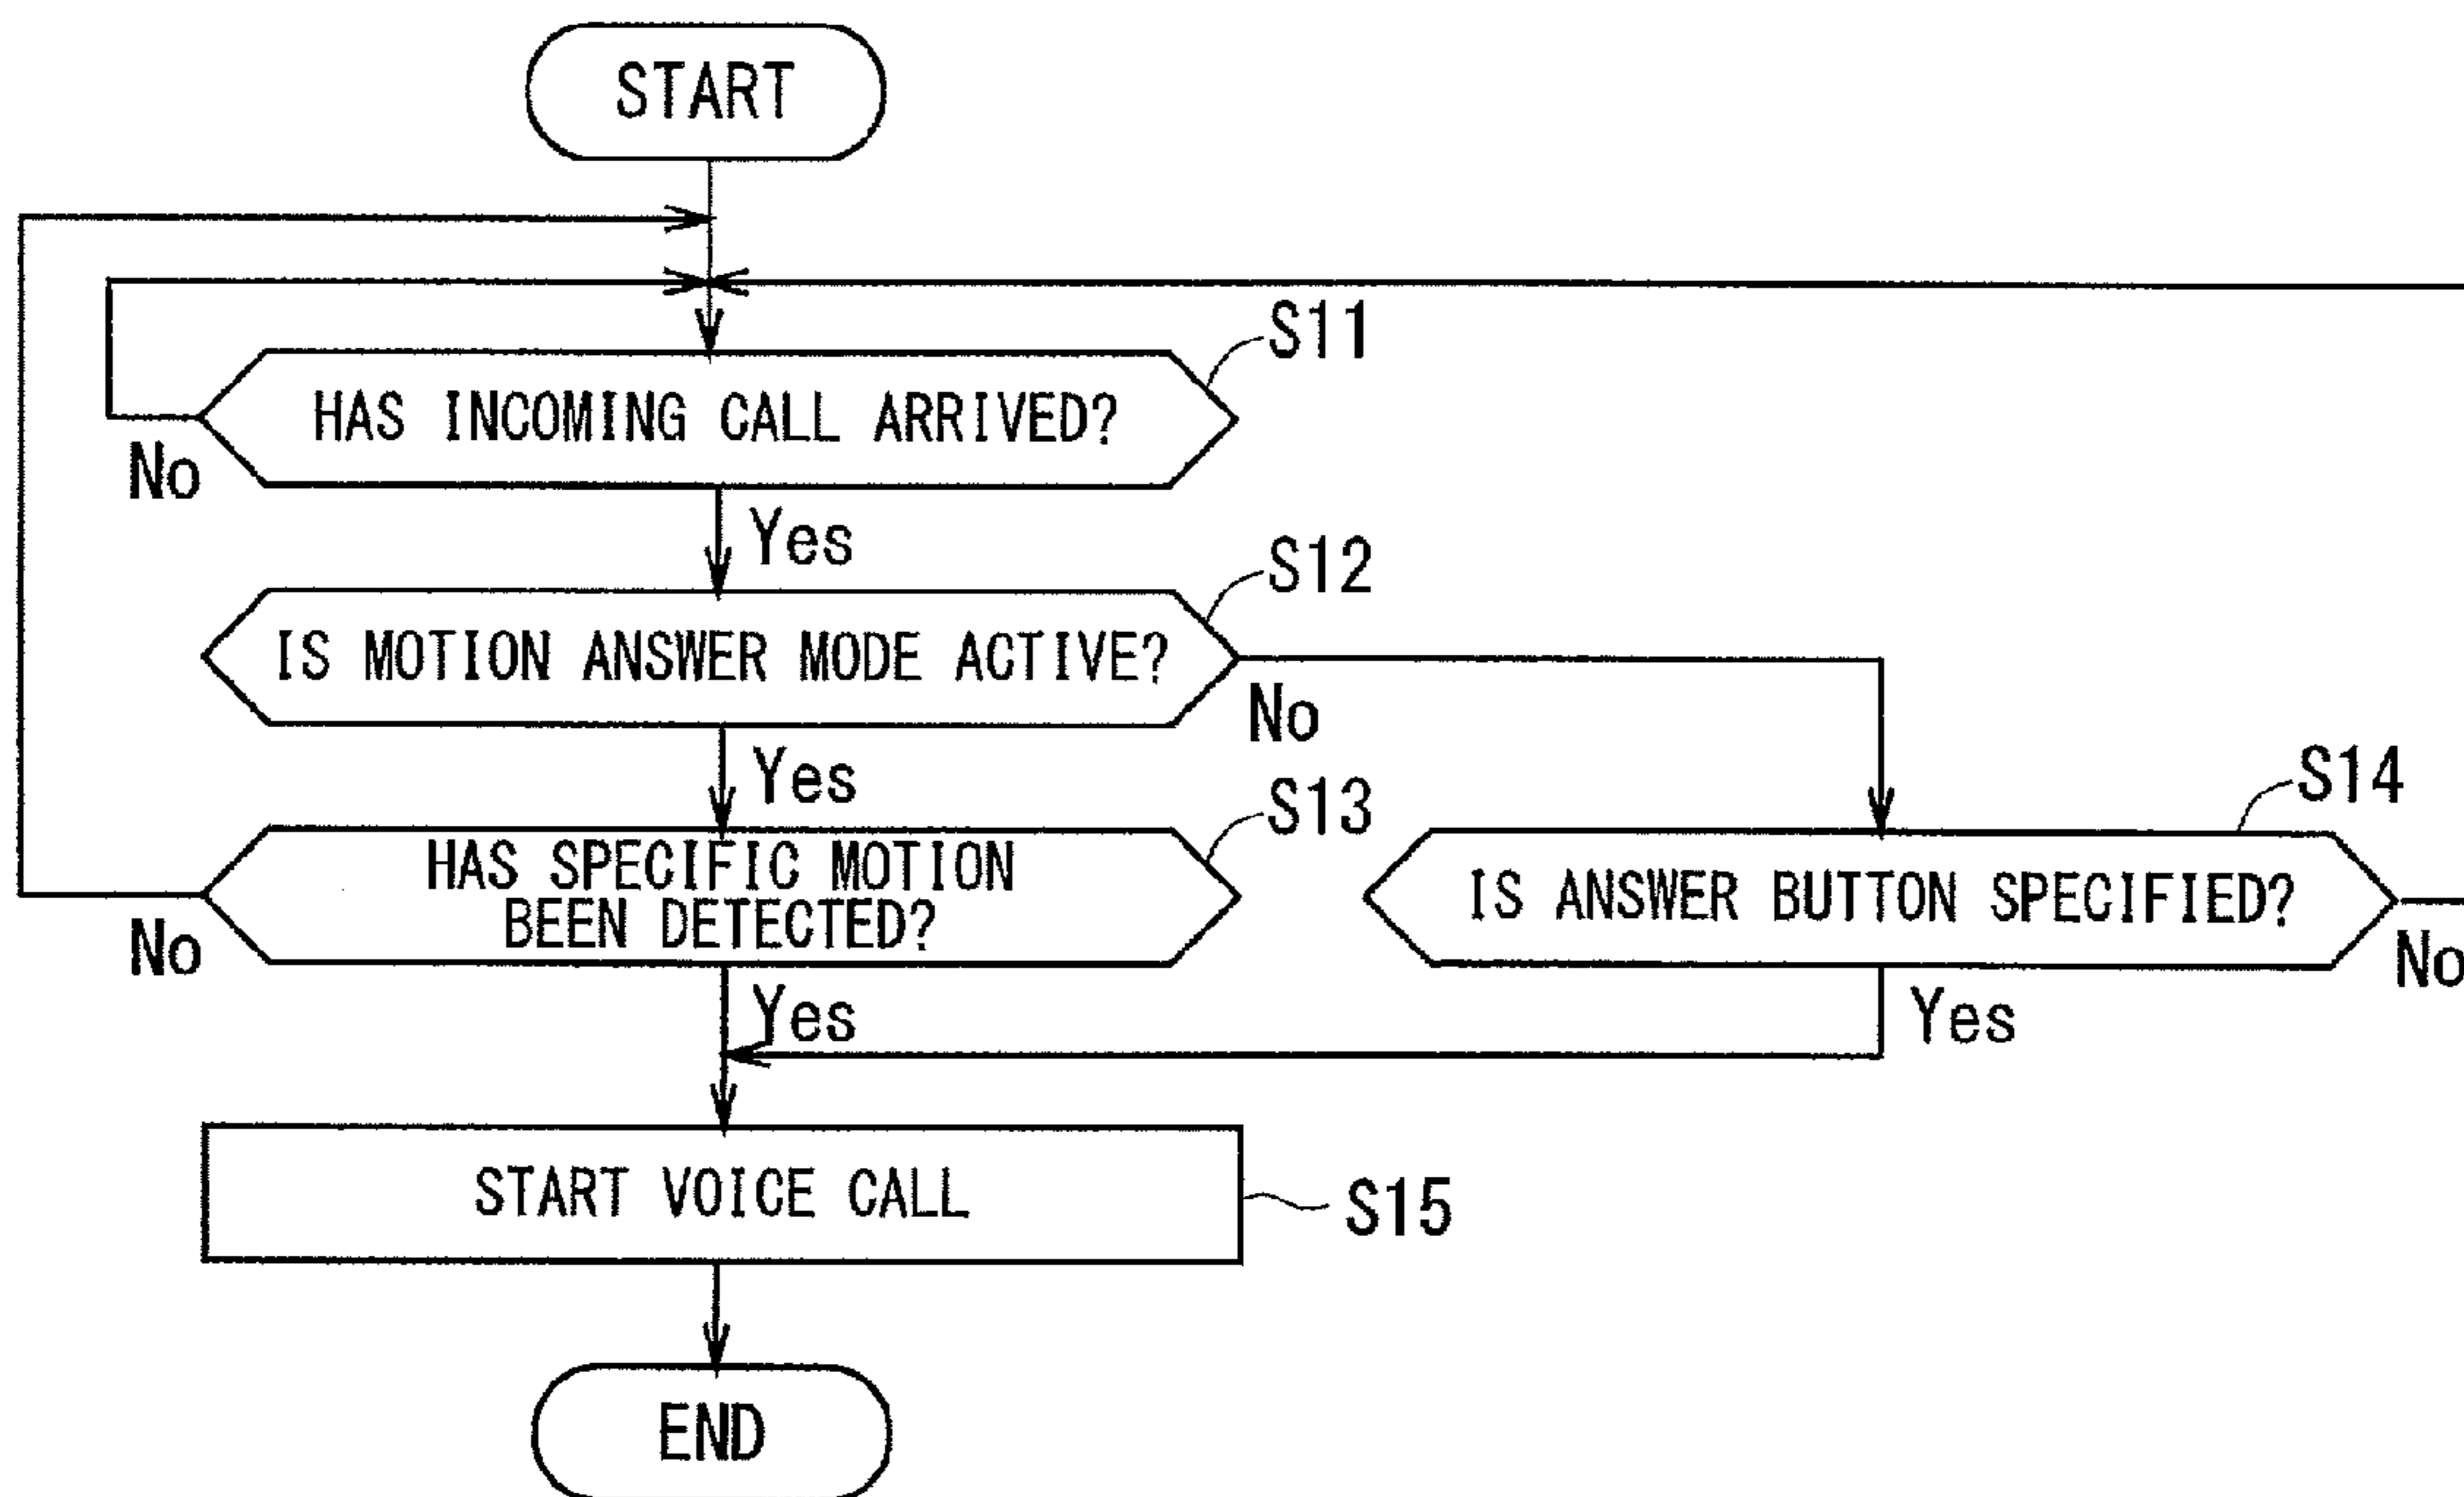 START
S11
HAS INCOMING CALL ARRIVED?
No
Yes
S12
IS MOTION ANSWER MODE ACTIVE?
No
Yes
S13
S14
HAS SPECIFIC MOTION
BEEN DETECTED?
IS ANSWER BUTTON SPECIFIED?
No
No
Yes
Yes
START VOICE CALL
S15
END